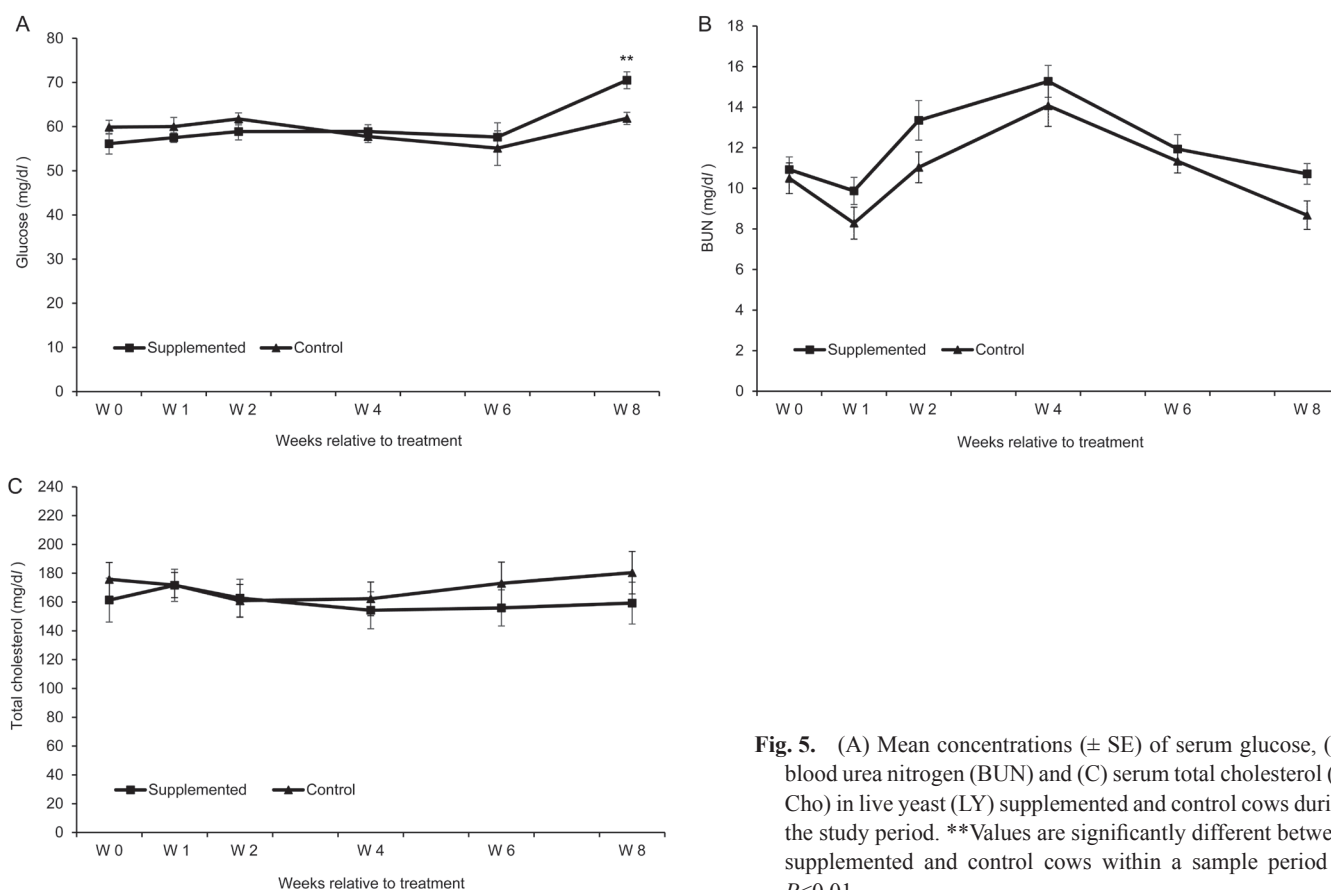 A
80
70
60
50
40
30
20
10
0
Glucose (mg/dl)
**
Supplemented
Control
W 0 W 1 W 2 W 4 W 6 W 8
Weeks relative to treatment
B
18
16
14
12
10
8
6
4
2
0
BUN (mg/dl)
Supplemented
Control
W 0 W 1 W 2 W 4 W 6 W 8
Weeks relative to treatment
C
240
220
200
180
160
140
120
100
80
60
40
20
0
Total cholesterol (mg/dl)
Supplemented
Control
W 0 W 1 W 2 W 4 W 6 W 8
Weeks relative to treatment
Fig. 5. (A) Mean concentrations (± SE) of serum glucose, (
blood urea nitrogen (BUN) and (C) serum total cholesterol (
Cho) in live yeast (LY) supplemented and control cows duri
the study period. **Values are significantly different betwe
supplemented and control cows within a sample period
P<0.01